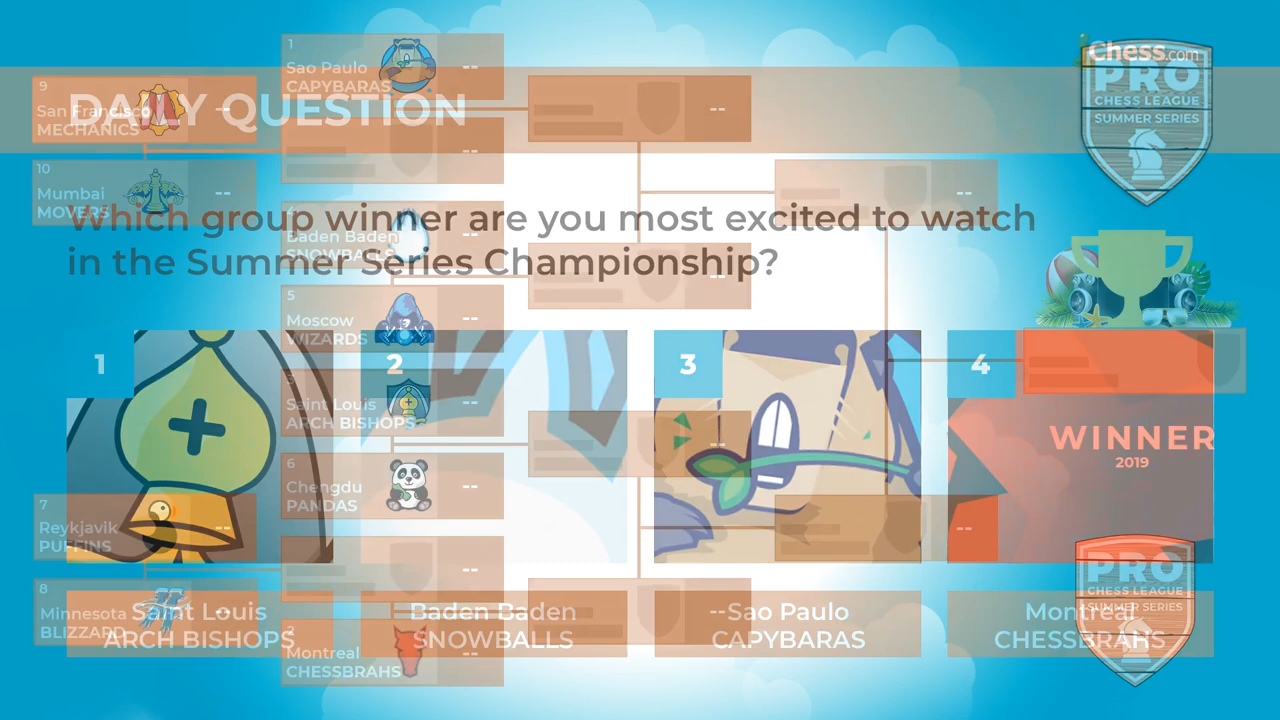 DAILY QUESTION
Which group winner are you most excited to watch
in the Summer Series Championship?
1
2
3
4
Saint Louis
ARCH BISHOPS
Baden Baden
SNOWBALLS
Sao Paulo
CAPYBARAS
Montreal
CHESSBRAHS
9
San Francisco
MECHANICS
--
10
Mumbai
MOVERS
--
7
Reykjavik
PUFFINS
--
8
Minnesota
BLIZZARD
--
1
Sao Paulo
CAPYBARAS
--
--
4
Baden Baden
SNOWBALLS
--
5
Moscow
WIZARDS
--
3
Saint Louis
ARCH BISHOPS
--
6
Chengdu
PANDAS
--
--
2
Montreal
CHESSBRAHS
--
--
--
--
--
--
--
WINNER
2019
Chess.com
PRO
CHESS LEAGUE
SUMMER SERIES
PRO
CHESS LEAGUE
SUMMER SERIES